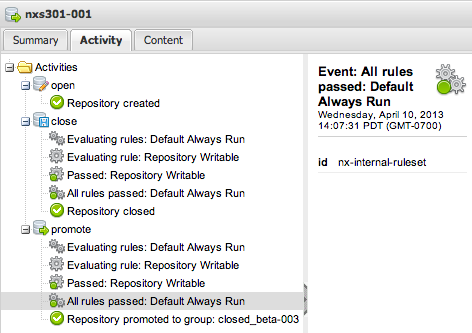 nxs301-001
Summary
Activity
Content
Activities
open
Repository created
close
Evaluating rules: Default Always Run
Evaluating rule: Repository Writable
Passed: Repository Writable
All rules passed: Default Always Run
Repository closed
promote
Evaluating rules: Default Always Run
Evaluating rule: Repository Writable
Passed: Repository Writable
All rules passed: Default Always Run
Repository promoted to group: closed_beta-003
Event: All rules
passed: Default
Always Run
Wednesday, April 10, 2013
14:07:31 PDT (GMT-0700)
id nx-internal-ruleset